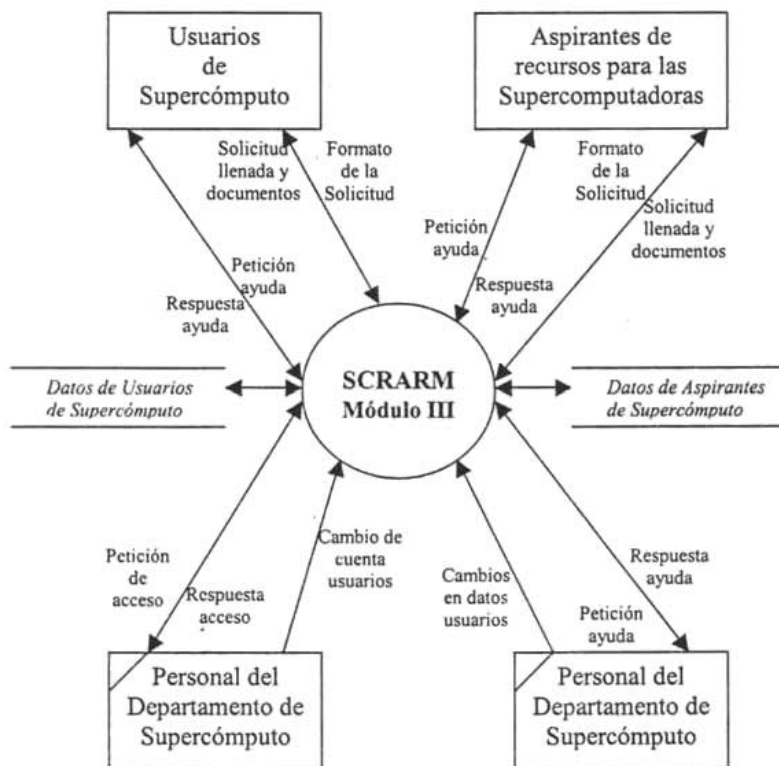 Usuarios
de
Supercómputo
Aspirantes de
recursos para las
Supercomputadoras
Solicitud
llenada y
documentos
Formato
de la
Solicitud
Formato
de la
Solicitud
Solicitud
llenada y
documentos
Petición
ayuda
Respuesta
ayuda
Petición
ayuda
Respuesta
ayuda
SCRARM
Módulo III
Datos de Usuarios
de Supercómputo
Datos de Aspirantes
de Supercómputo
Petición
de
acceso
Respuesta
acceso
Cambio de
cuenta
usuarios
Cambios
en datos
usuarios
Respuesta
ayuda
Petición
ayuda
Personal del
Departamento de
Supercómputo
Personal del
Departamento de
Supercómputo